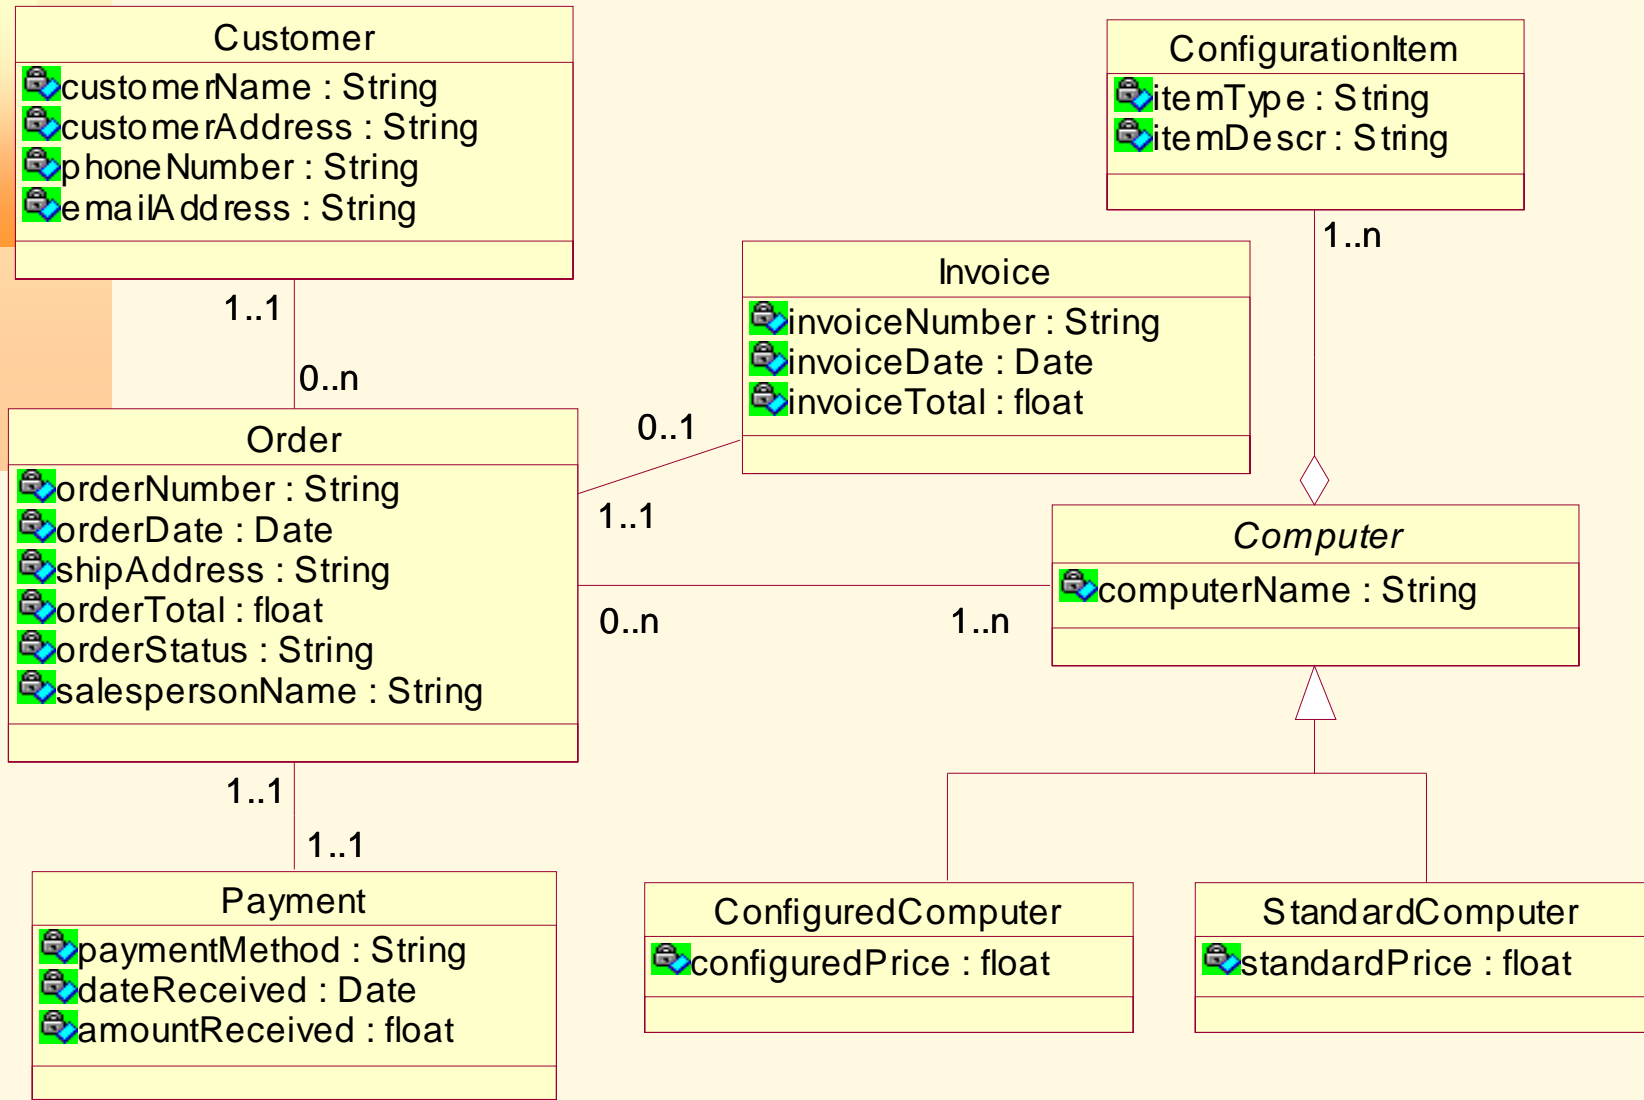 Customer
customerName : String
customerAddress : String
phoneNumber : String
emailAddress : String
1..1
0..n
Order
orderNumber : String
orderDate : Date
shipAddress : String
orderTotal : float
orderStatus : String
salespersonName : String
1..1
1..1
Payment
paymentMethod : String
dateReceived : Date
amountReceived : float
Invoice
invoiceNumber : String
invoiceDate : Date
invoiceTotal : float
0..1
1..1
0..n
1..n
ConfigurationItem
itemType : String
itemDescr : String
1..n
Computer
computerName : String
ConfiguredComputer
configuredPrice : float
StandardComputer
standardPrice : float